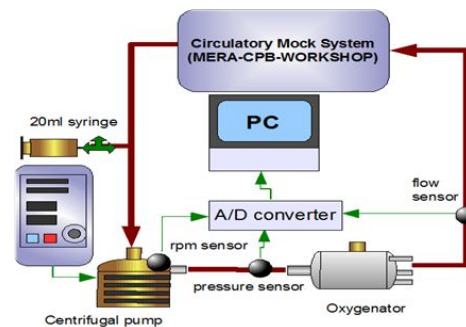 Circulatory Mock System
(MERA-CPB-WORKSHOP)
20ml syringe
PC
flow
sensor
A/D converter
rpm sensor
pressure sensor
Oxygenator
Centrifugal pump